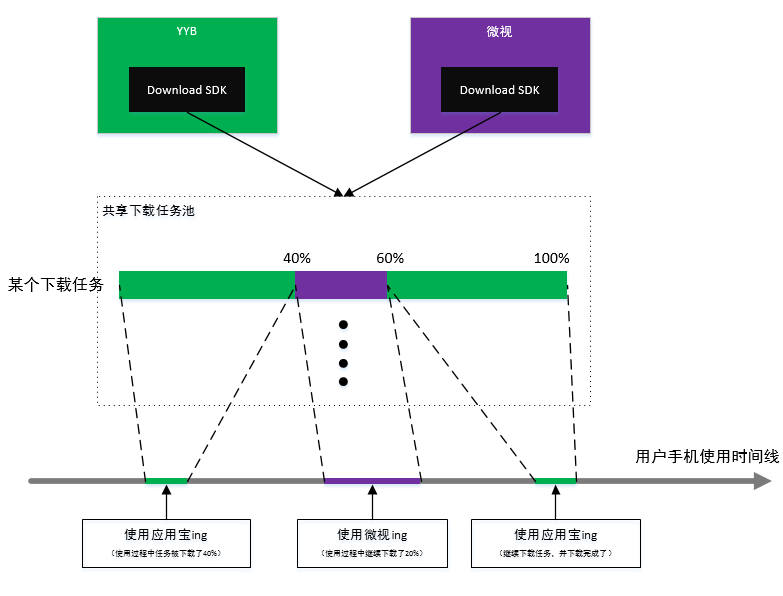 YYB
微视
Download SDK
Download SDK
共享下载任务池
40%
60%
100%
某个下载任务
用户手机使用时间线
使用应用宝ing
（使用过程中任务被下载了40%）
使用微视ing
（使用过程中继续下载了20%）
使用应用宝ing
（继续下载任务，并下载完成了）